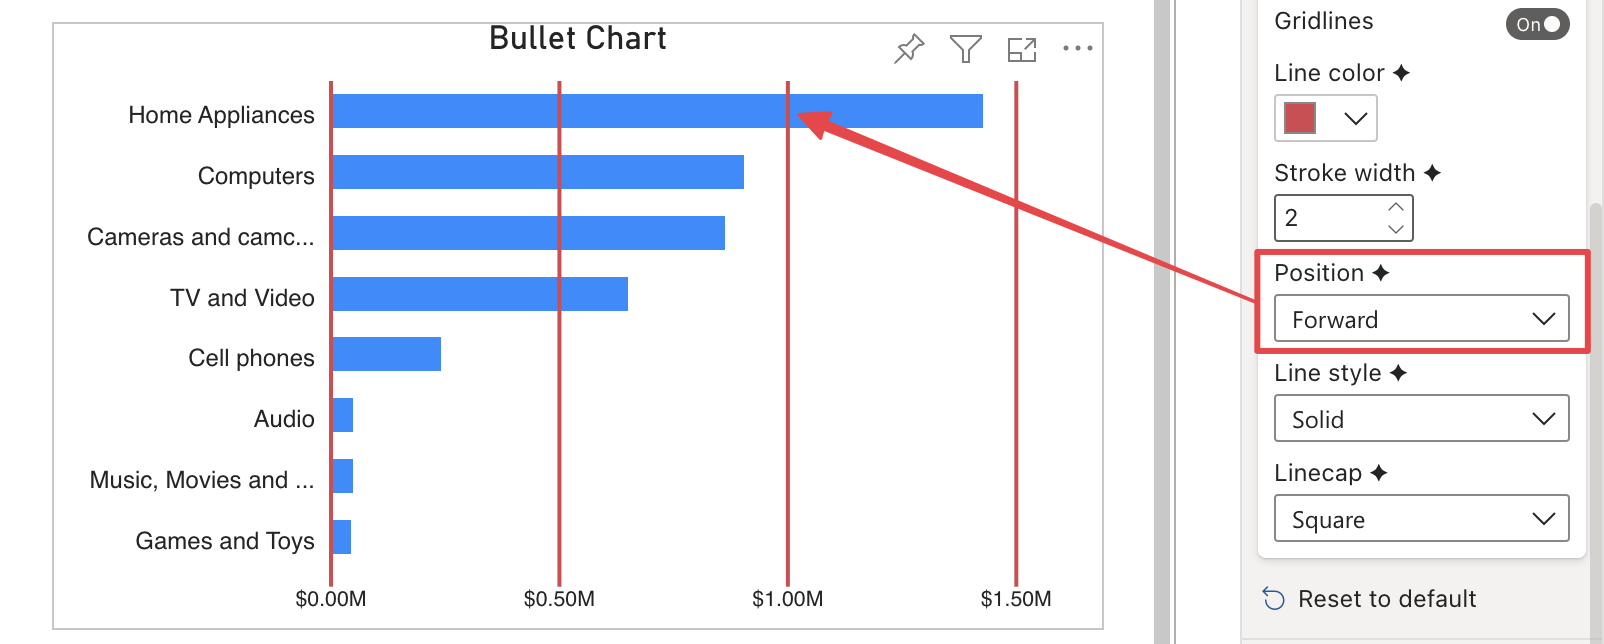 Bullet Chart
Home Appliances
Computers
Cameras and camc...
TV and Video
Cell phones
Audio
Music, Movies and ...
Games and Toys
$0.00M $0.50M $1.00M $1.50M
Gridlines On
Line color
Stroke width
2
Position
Forward
Line style
Solid
Linecap
Square
Reset to default